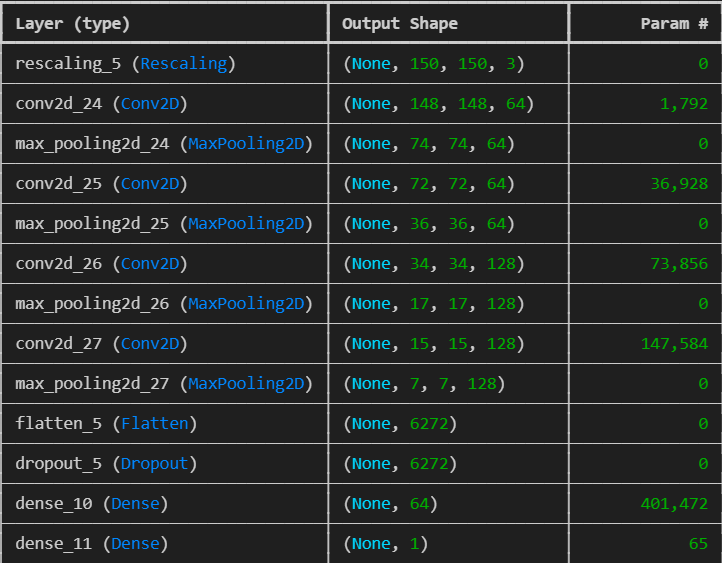 Layer (type) Output Shape Param #
rescaling_5 (Rescaling) (None, 150, 150, 3) 0
conv2d_24 (Conv2D) (None, 148, 148, 64) 1,792
max_pooling2d_24 (MaxPooling2D) (None, 74, 74, 64) 0
conv2d_25 (Conv2D) (None, 72, 72, 64) 36,928
max_pooling2d_25 (MaxPooling2D) (None, 36, 36, 64) 0
conv2d_26 (Conv2D) (None, 34, 34, 128) 73,856
max_pooling2d_26 (MaxPooling2D) (None, 17, 17, 128) 0
conv2d_27 (Conv2D) (None, 15, 15, 128) 147,584
max_pooling2d_27 (MaxPooling2D) (None, 7, 7, 128) 0
flatten_5 (Flatten) (None, 6272) 0
dropout_5 (Dropout) (None, 6272) 0
dense_10 (Dense) (None, 64) 401,472
dense_11 (Dense) (None, 1) 65